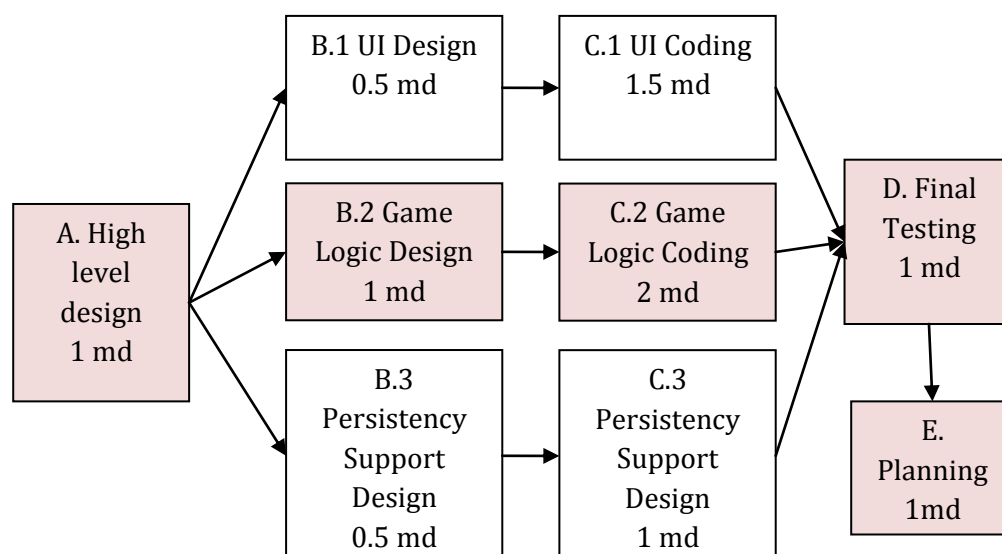 A. High
level
design
1 md
B.1 UI Design
0.5 md
C.1 UI Coding
1.5 md
B.2 Game
Logic Design
1 md
C.2 Game
Logic Coding
2 md
B.3
Persistency
Support
Design
0.5 md
C.3
Persistency
Support
Design
1 md
D. Final
Testing
1 md
E.
Planning
1md